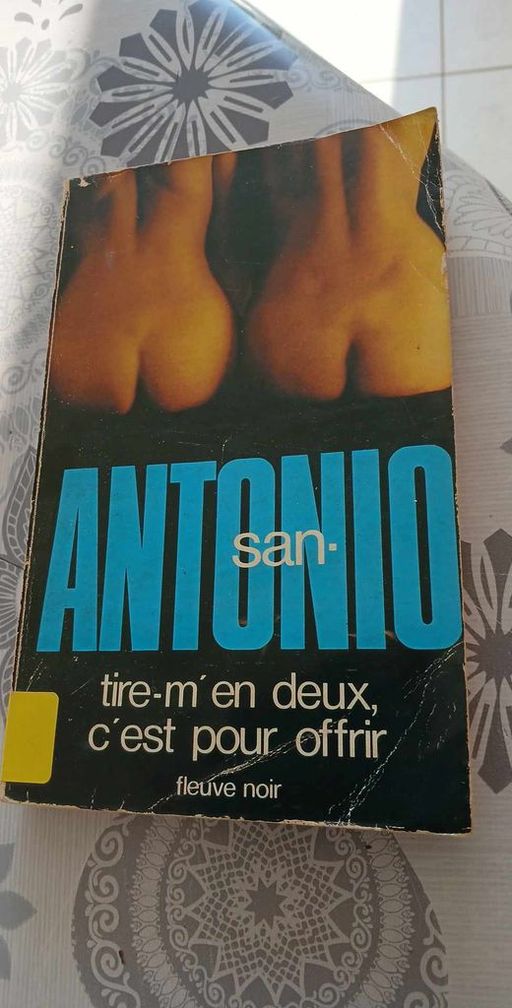 san-
ANTONIO
tire-m'en deux,
c'est pour offrir
fleuve noir